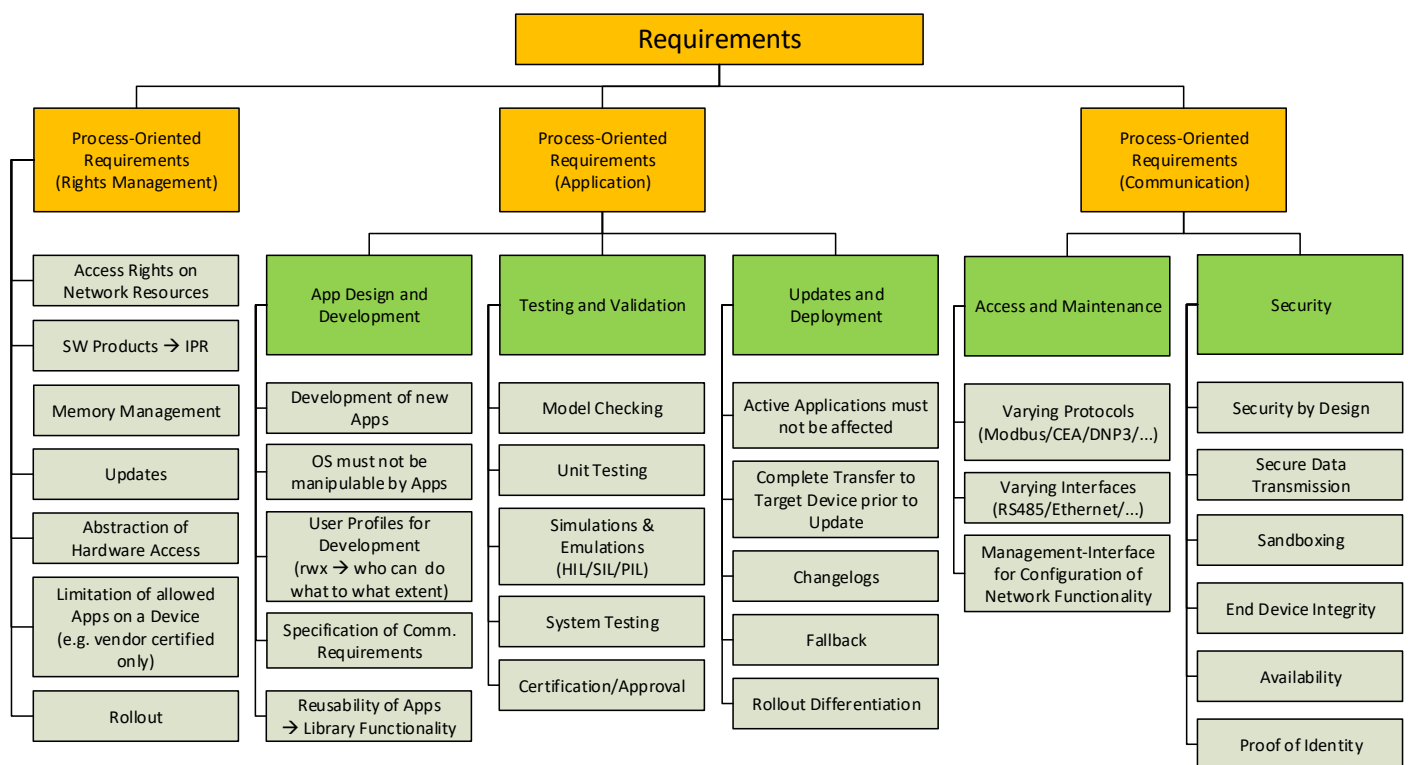 Requirements
Process-Oriented
Requirements
(Rights Management)
Process-Oriented
Requirements
(Application)
Process-Oriented
Requirements
(Communication)
Access Rights on
Network Resources
SW Products → IPR
Memory Management
Updates
Abstraction of
Hardware Access
Limitation of allowed
Apps on a Device
(e.g. vendor certified
only)
Rollout
App Design and
Development
Development of new
Apps
OS must not be
manipulable by Apps
User Profiles for
Development
(rwx → who can do
what to what extent)
Specification of Comm.
Requirements
Reusability of Apps
→ Library Functionality
Testing and Validation
Model Checking
Unit Testing
Simulations &
Emulations
(HIL/SIL/PIL)
System Testing
Certification/Approval
Updates and
Deployment
Active Applications must
not be affected
Complete Transfer to
Target Device prior to
Update
Changelogs
Fallback
Rollout Differentiation
Access and Maintenance
Varying Protocols
(Modbus/CEA/DNP3/...)
Varying Interfaces
(RS485/Ethernet/...)
Management-Interface
for Configuration of
Network Functionality
Security
Security by Design
Secure Data
Transmission
Sandboxing
End Device Integrity
Availability
Proof of Identity